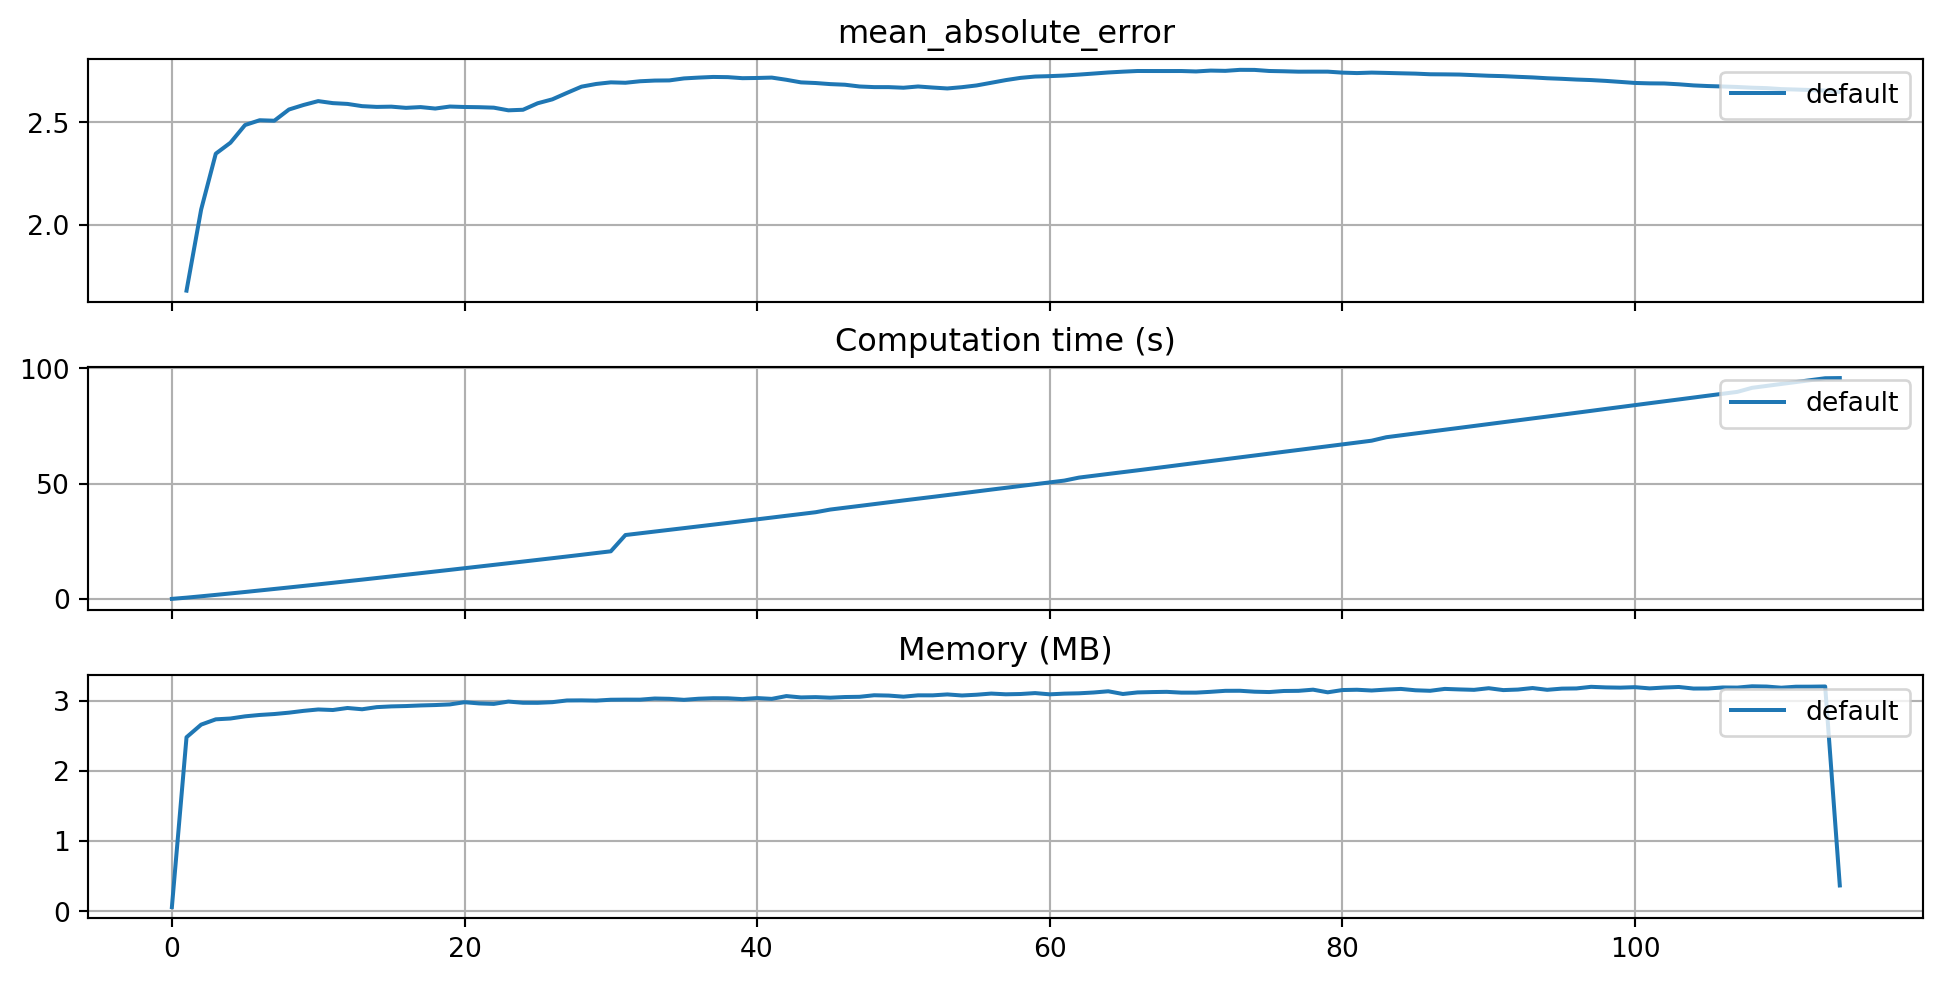 mean_absolute_error
2.5
2.0
default
Computation time (s)
100
50
0
default
Memory (MB)
3
2
1
0
default
0 20 40 60 80 100